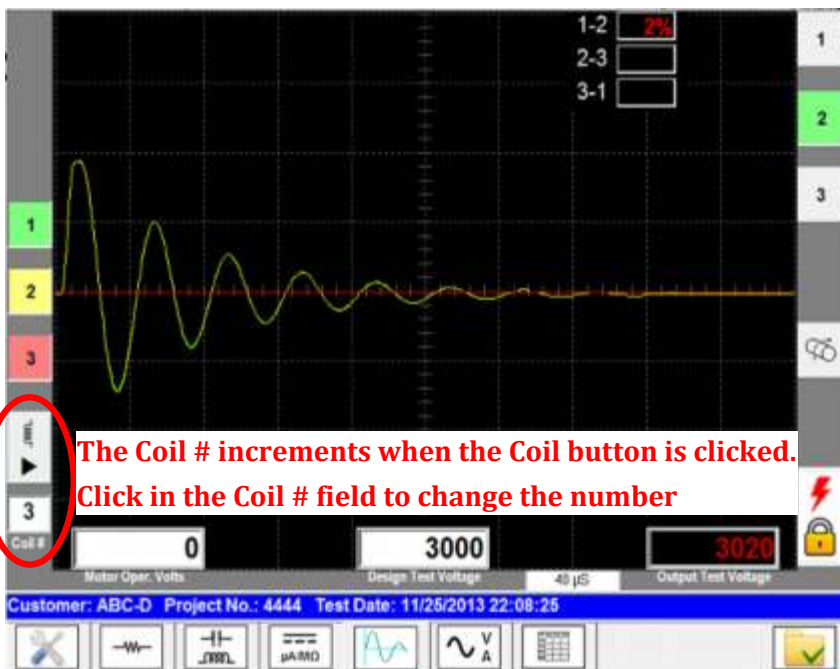 1-2 2%
2-3
3-1
1
2
3
1
2
3
The Coil # increments when the Coil button is clicked.
Click in the Coil # field to change the number
3
Coil #
0
3000
3020
Motor Oper. Volts
Design Test Voltage
40 µS
Output Test Voltage
Customer: ABC-D Project No.: 4444 Test Date: 11/25/2013 22:08:25
µA/MΩ
V
A